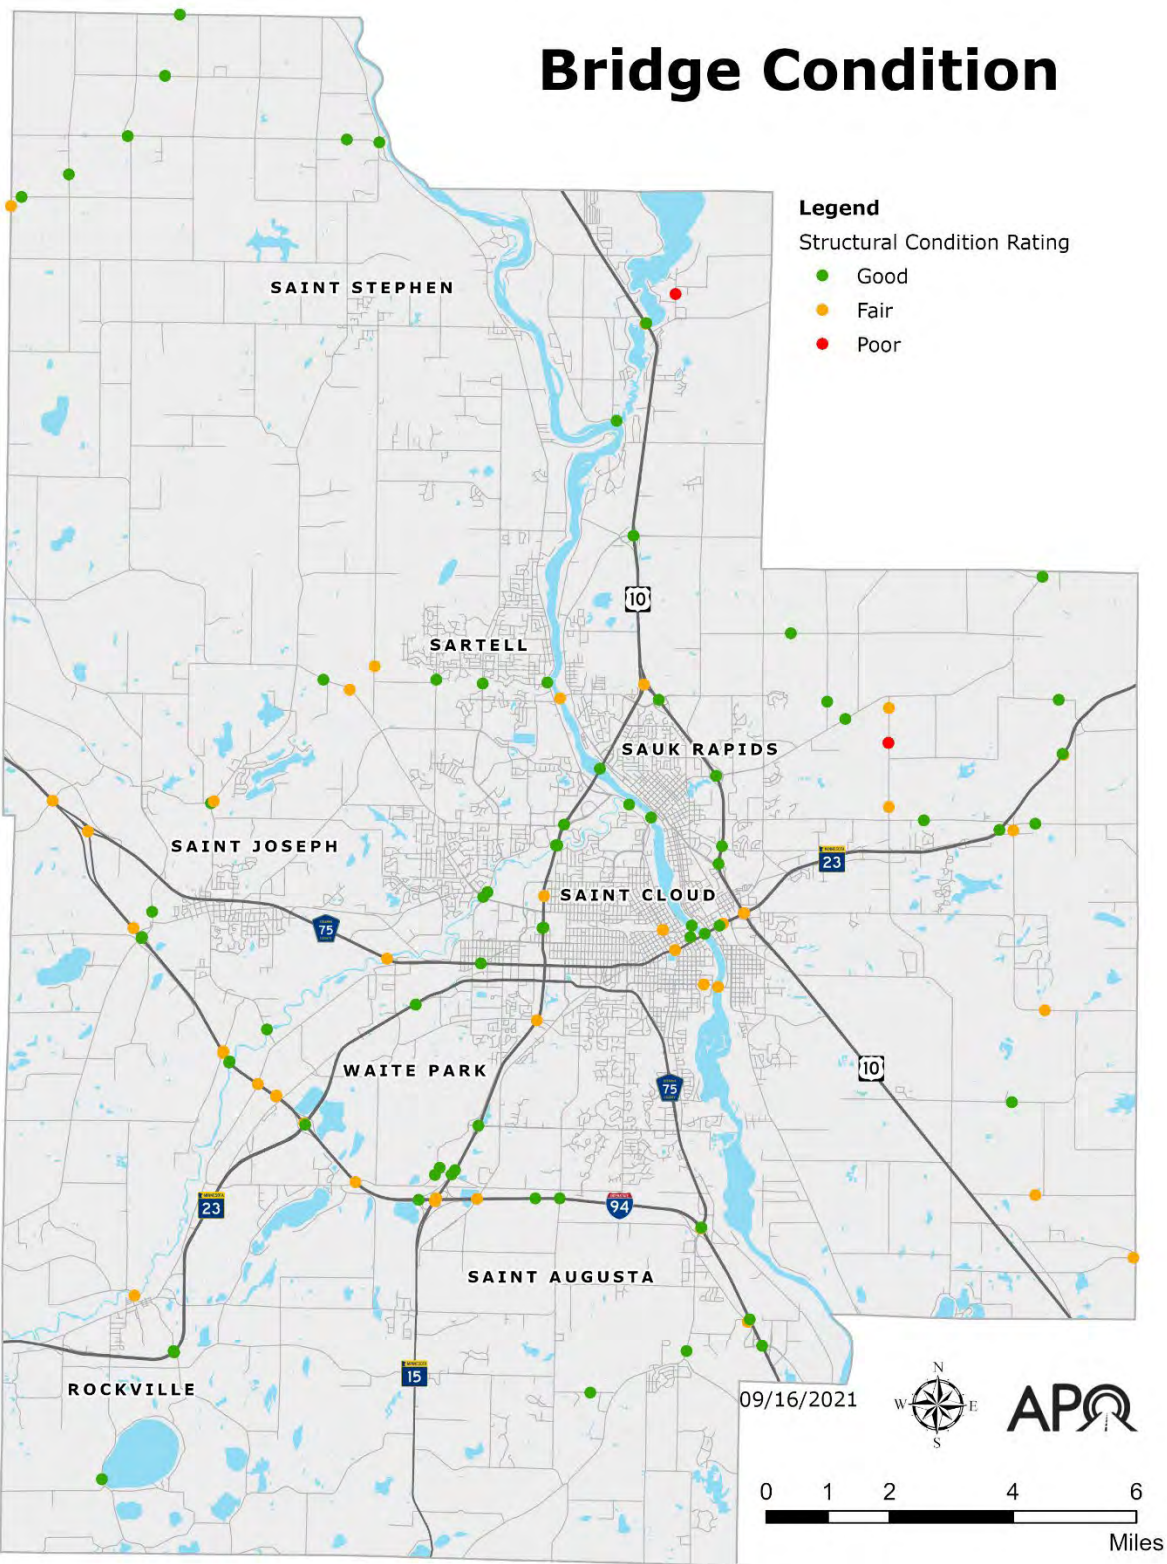 Bridge Condition
Legend
Structural Condition Rating
Good
Fair
Poor
SAINT STEPHEN
10
SARTELL
SAUK RAPIDS
SAINT JOSEPH
23
SAINT CLOUD
75
WAITE PARK
10
75
23
94
SAINT AUGUSTA
15
ROCKVILLE
09/16/2021
N
W E
S
APO
0 1 2 4 6
Miles